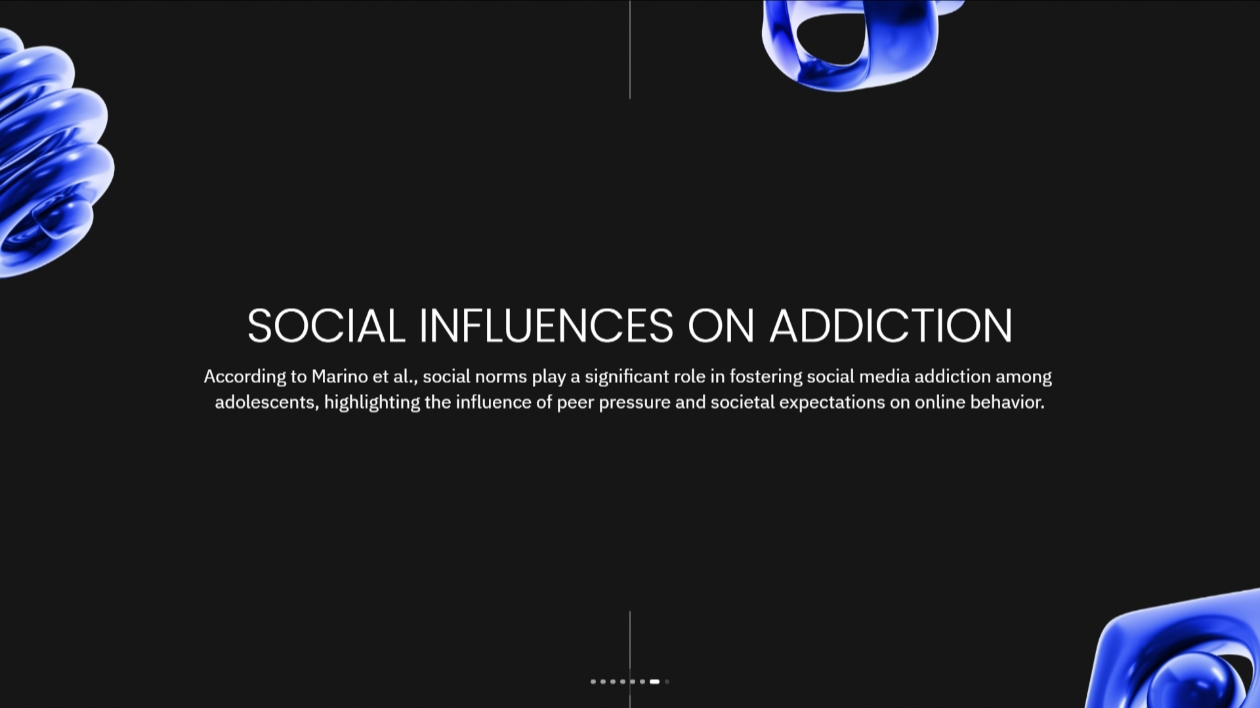 SOCIAL INFLUENCES ON ADDICTION
According to Marino et al., social norms play a significant role in fostering social media addiction among
adolescents, highlighting the influence of peer pressure and societal expectations on online behavior.